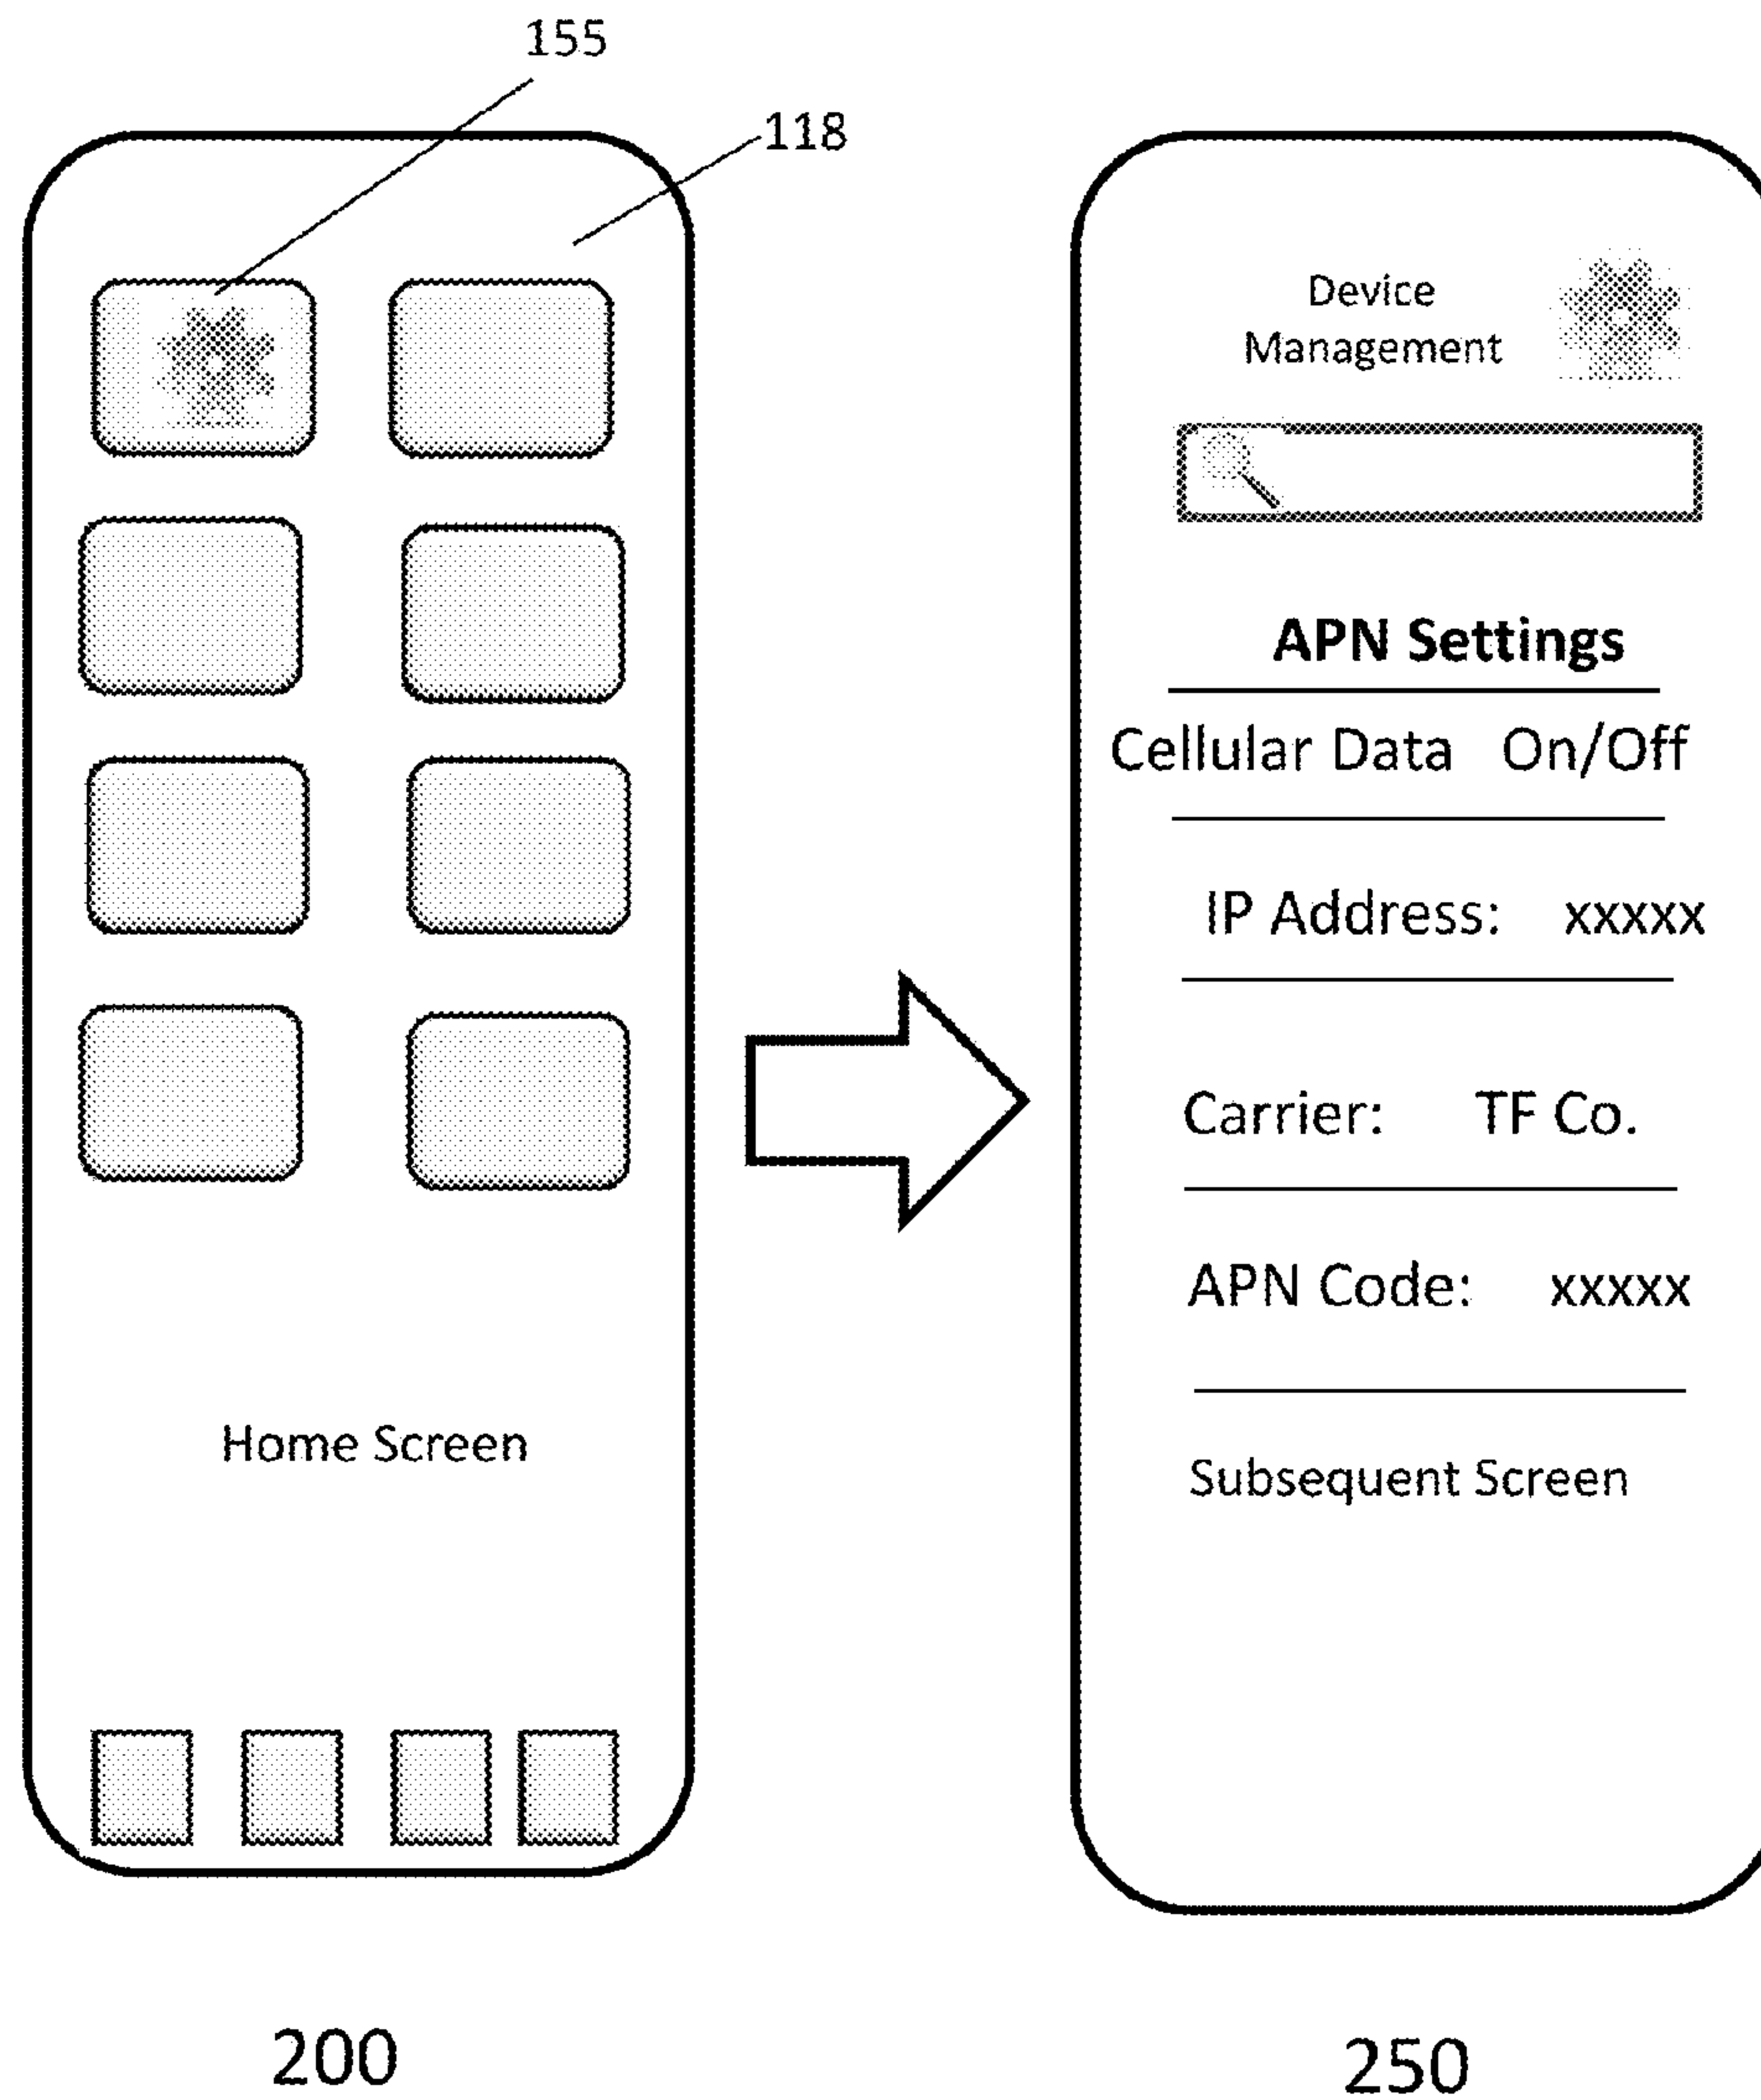 155
118
Home Screen
200
Device
Management
APN Settings
Cellular Data On/Off
IP Address: xxxxx
Carrier: TF Co.
APN Code: xxxxx
Subsequent Screen
250